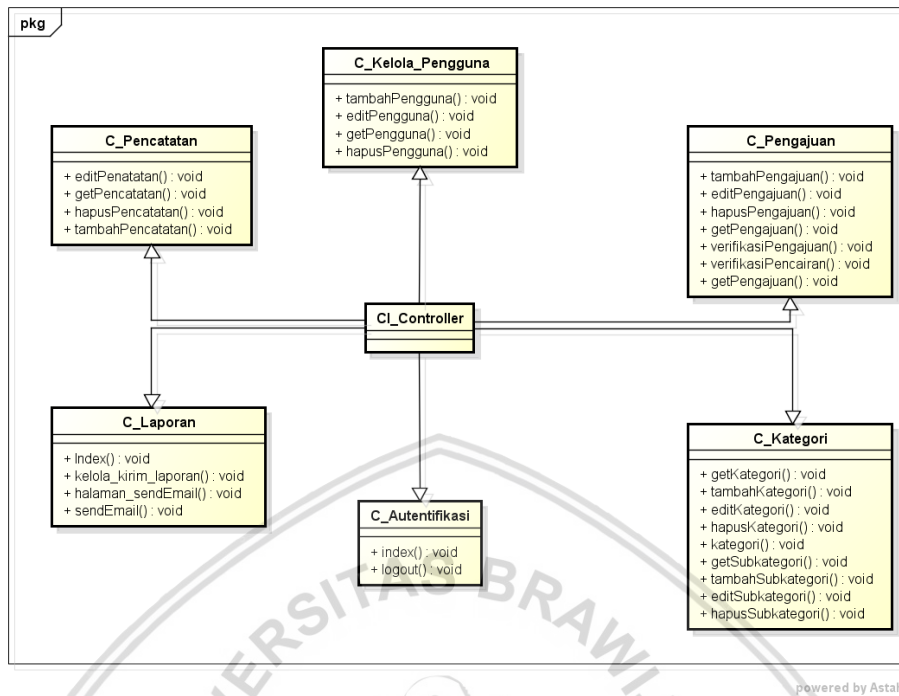 pkg
C_Kelola_Pengguna
+ tambahPengguna() : void
+ editPengguna() : void
+ getPengguna() : void
+ hapusPengguna() : void
C_Pencatatan
+ editPenatatan() : void
+ getPencatatan() : void
+ hapusPencatatan() : void
+ tambahPencatatan() : void
C_Pengajuan
+ tambahPengajuan() : void
+ editPengajuan() : void
+ hapusPengajuan() : void
+ getPengajuan() : void
+ verifikasiPengajuan() : void
+ verifikasiPencairan() : void
+ getPengajuan() : void
CI_Controller
C_Laporan
+ Index() : void
+ kelola_kirim_laporan() : void
+ halaman_sendEmail() : void
+ sendEmail() : void
C_Autentifikasi
+ index() : void
+ logout() : void
C_Kategori
+ getKategori() : void
+ tambahKategori() : void
+ editKategori() : void
+ hapusKategori() : void
+ kategori() : void
+ getSubkategori() : void
+ tambahSubkategori() : void
+ editSubkategori() : void
+ hapusSubkategori() : void
VERSITAS BRAWI
powered by Asta